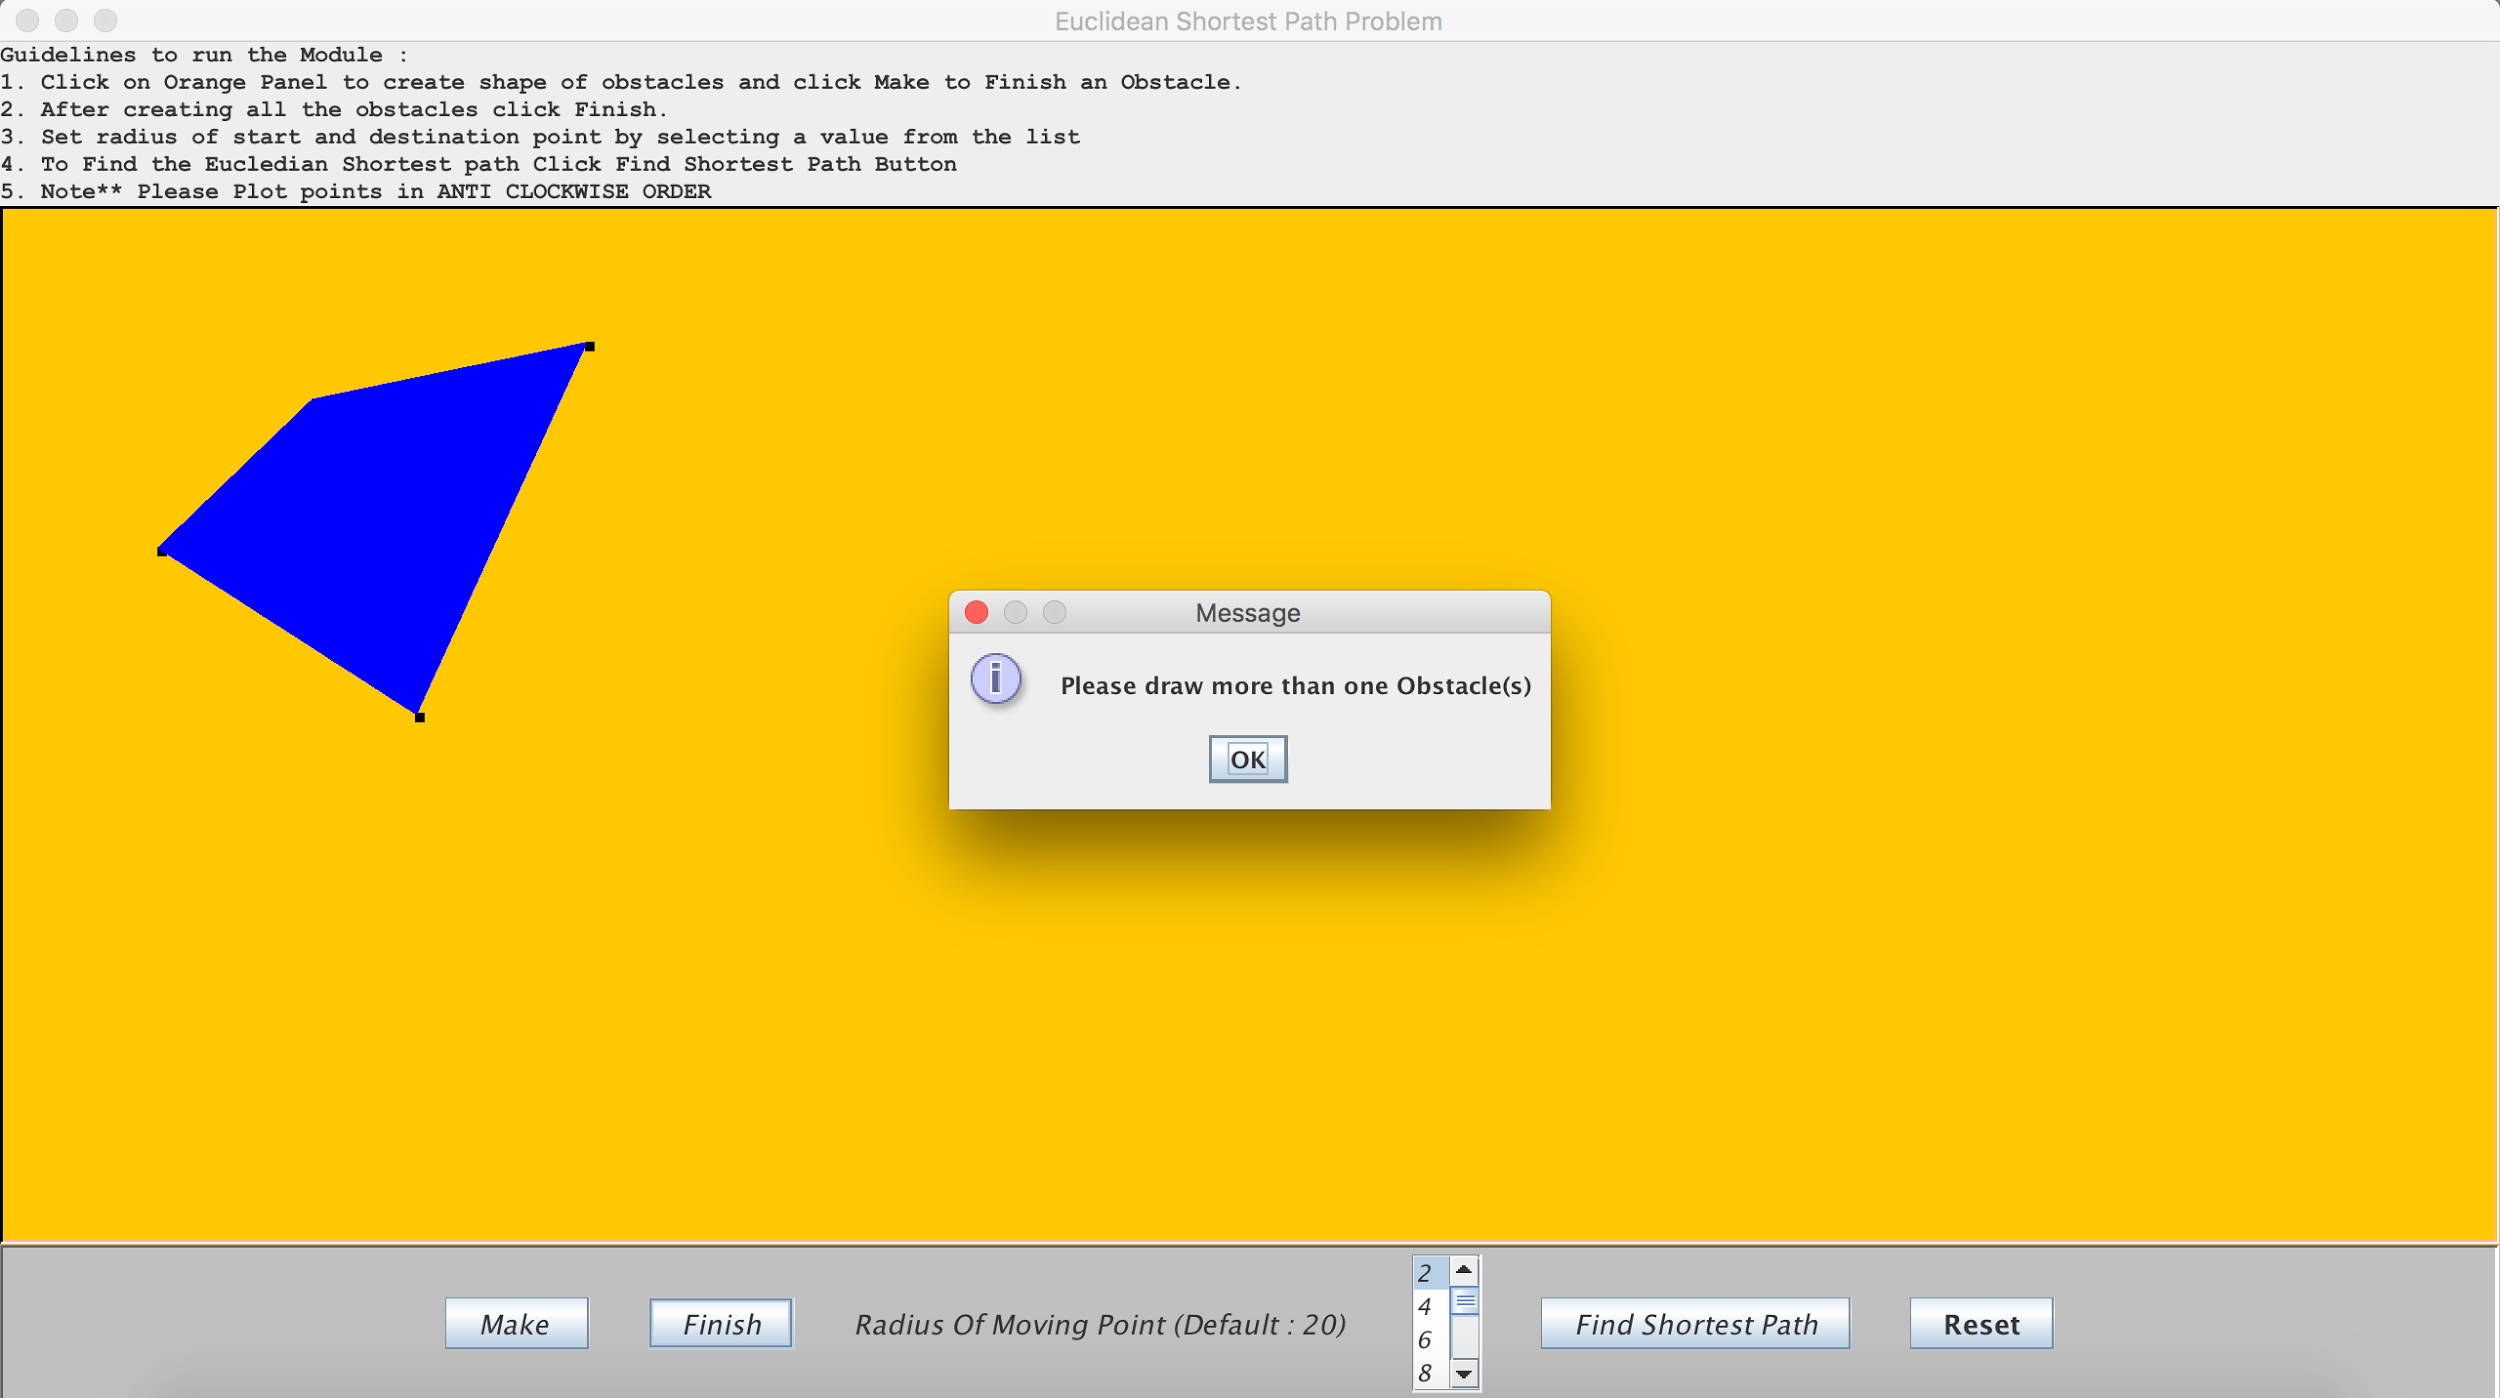 Euclidean Shortest Path Problem
Guidelines to run the Module :
1. Click on Orange Panel to create shape of obstacles and click Make to Finish an Obstacle.
2. After creating all the obstacles click Finish.
3. Set radius of start and destination point by selecting a value from the list
4. To Find the Eucledian Shortest path Click Find Shortest Path Button
5. Note** Please Plot points in ANTI CLOCKWISE ORDER
Message
i
Please draw more than one Obstacle(s)
OK
Make
Finish
Radius Of Moving Point (Default : 20)
2
4
6
8
Find Shortest Path
Reset